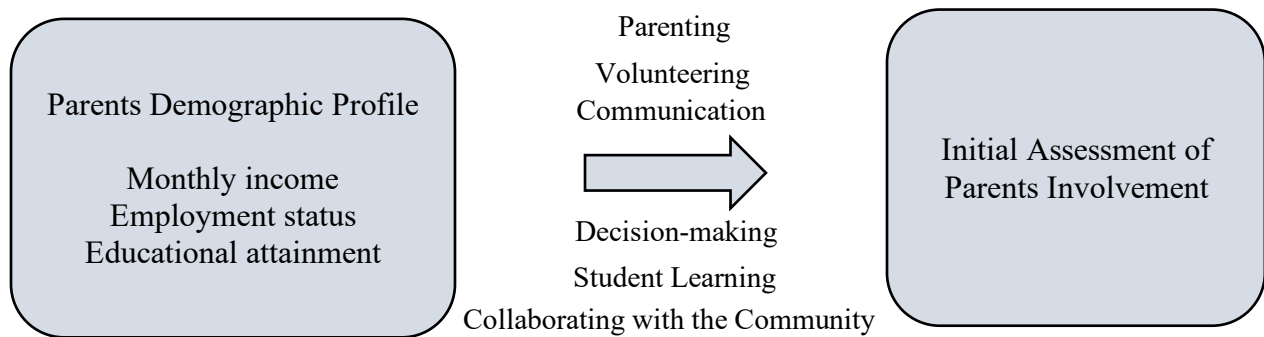 Parents Demographic Profile
Monthly income
Employment status
Educational attainment
Parenting
Volunteering
Communication
Decision-making
Student Learning
Collaborating with the Community
Initial Assessment of
Parents Involvement